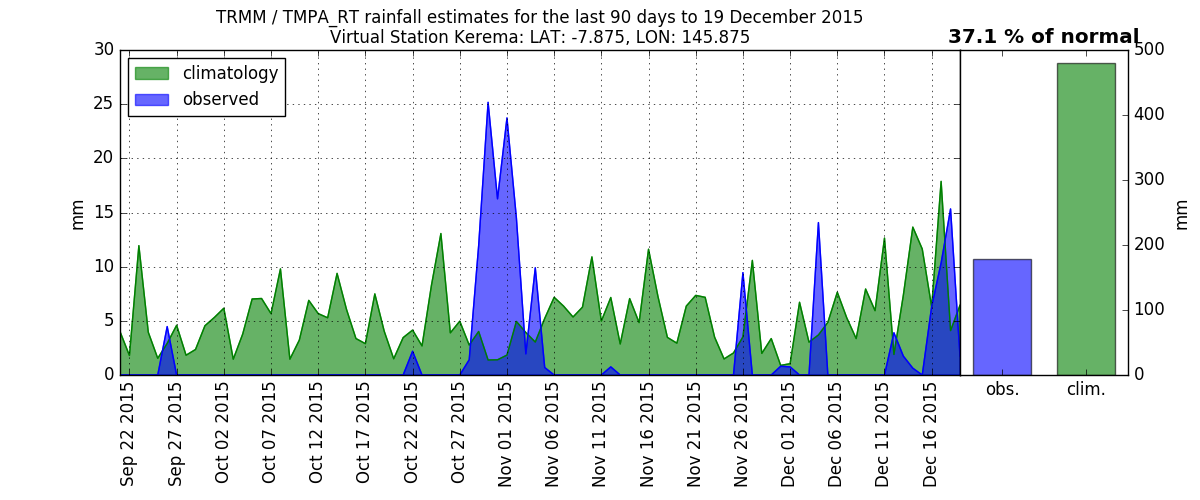 TRMM / TMPA_RT rainfall estimates for the last 90 days to 19 December 2015
Virtual Station Kerema: LAT: -7.875, LON: 145.875
37.1 % of normal
climatology
observed
30
25
20
15
10
5
0
mm
500
400
300
200
100
0
mm
Sep 22 2015
Sep 27 2015
Oct 02 2015
Oct 07 2015
Oct 12 2015
Oct 17 2015
Oct 22 2015
Oct 27 2015
Nov 01 2015
Nov 06 2015
Nov 11 2015
Nov 16 2015
Nov 21 2015
Nov 26 2015
Dec 01 2015
Dec 06 2015
Dec 11 2015
Dec 16 2015
obs.
clim.